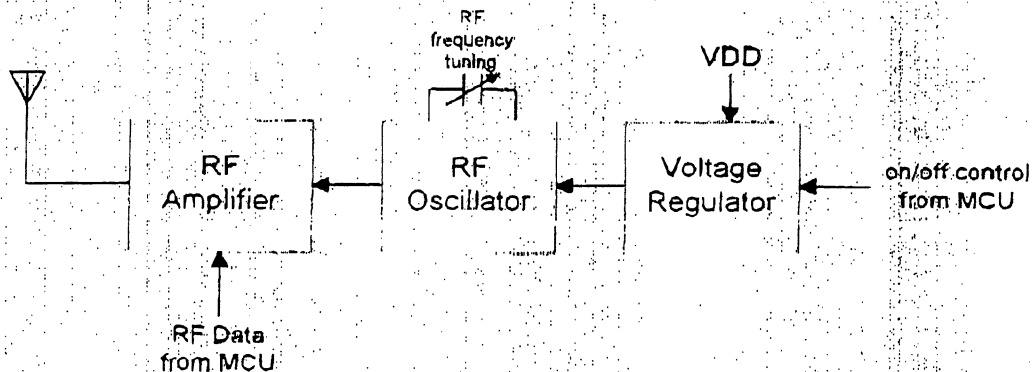 RF
frequency
tuning
VDD
RF
Amplifier
RF
Oscillator
Voltage
Regulator
on/off control
from MCU
RF Data
from MCU